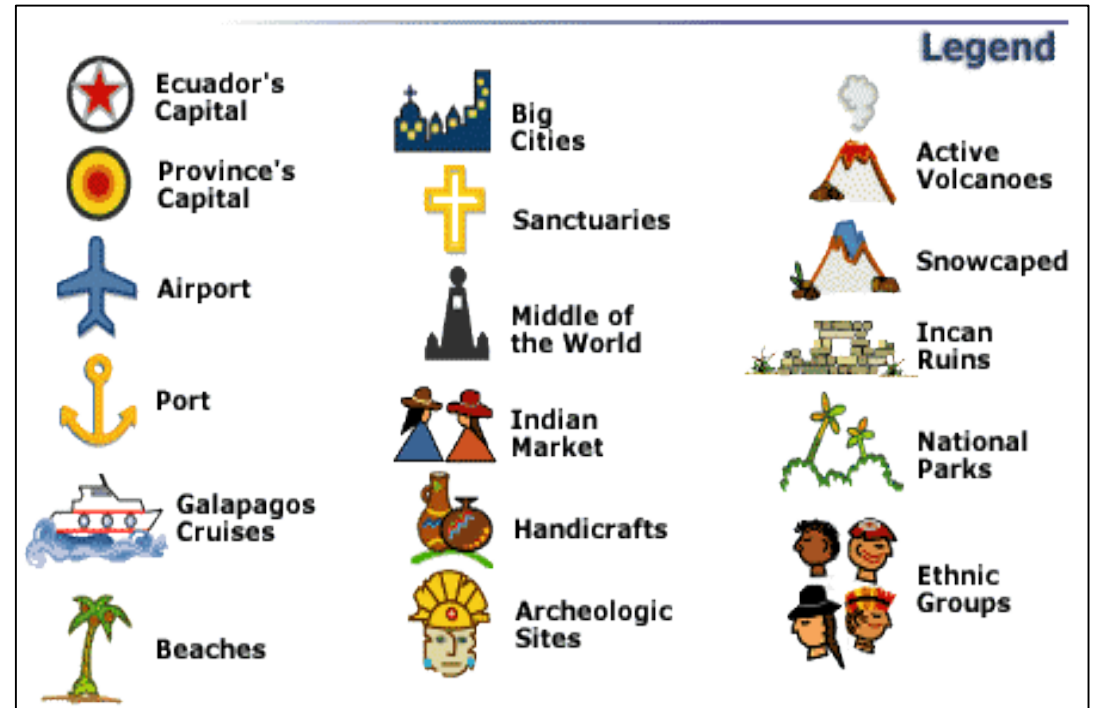 Legend
Ecuador's
Capital
Province's
Capital
Airport
Port
Galapagos
Cruises
Beaches
Big
Cities
Sanctuaries
Middle of
the World
Indian
Market
Handicrafts
Archeologic
Sites
Active
Volcanoes
Snowcaped
Incan
Ruins
National
Parks
Ethnic
Groups